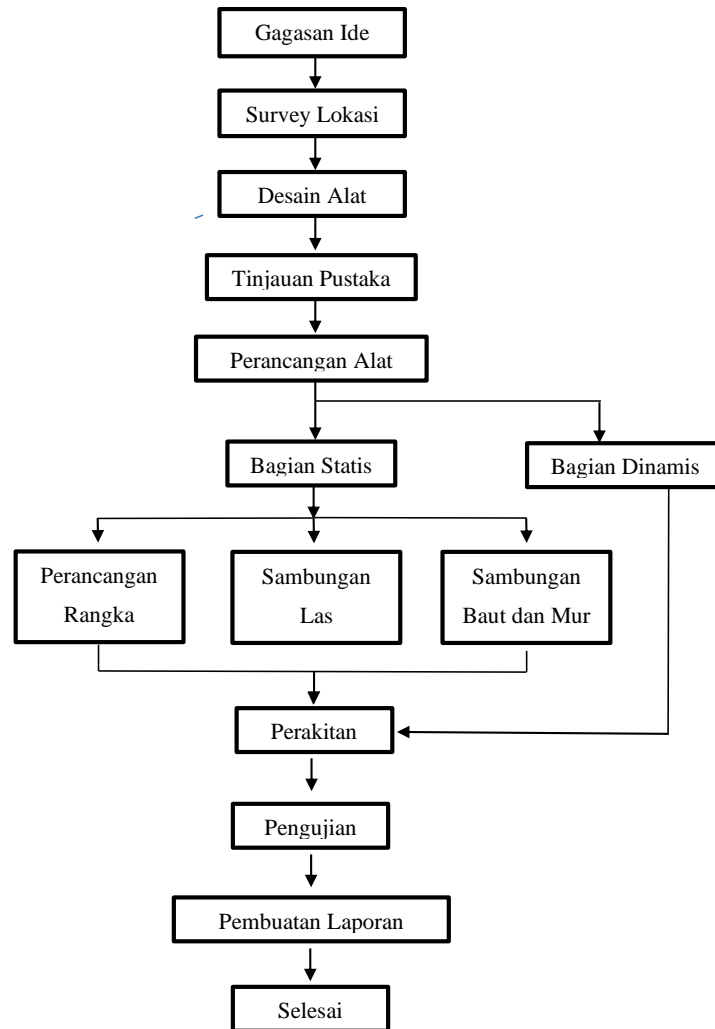 Gagasan Ide
Survey Lokasi
Desain Alat
Tinjauan Pustaka
Perancangan Alat
Bagian Statis
Bagian Dinamis
Perancangan
Rangka
Sambungan
Las
Sambungan
Baut dan Mur
Perakitan
Pengujian
Pembuatan Laporan
Selesai